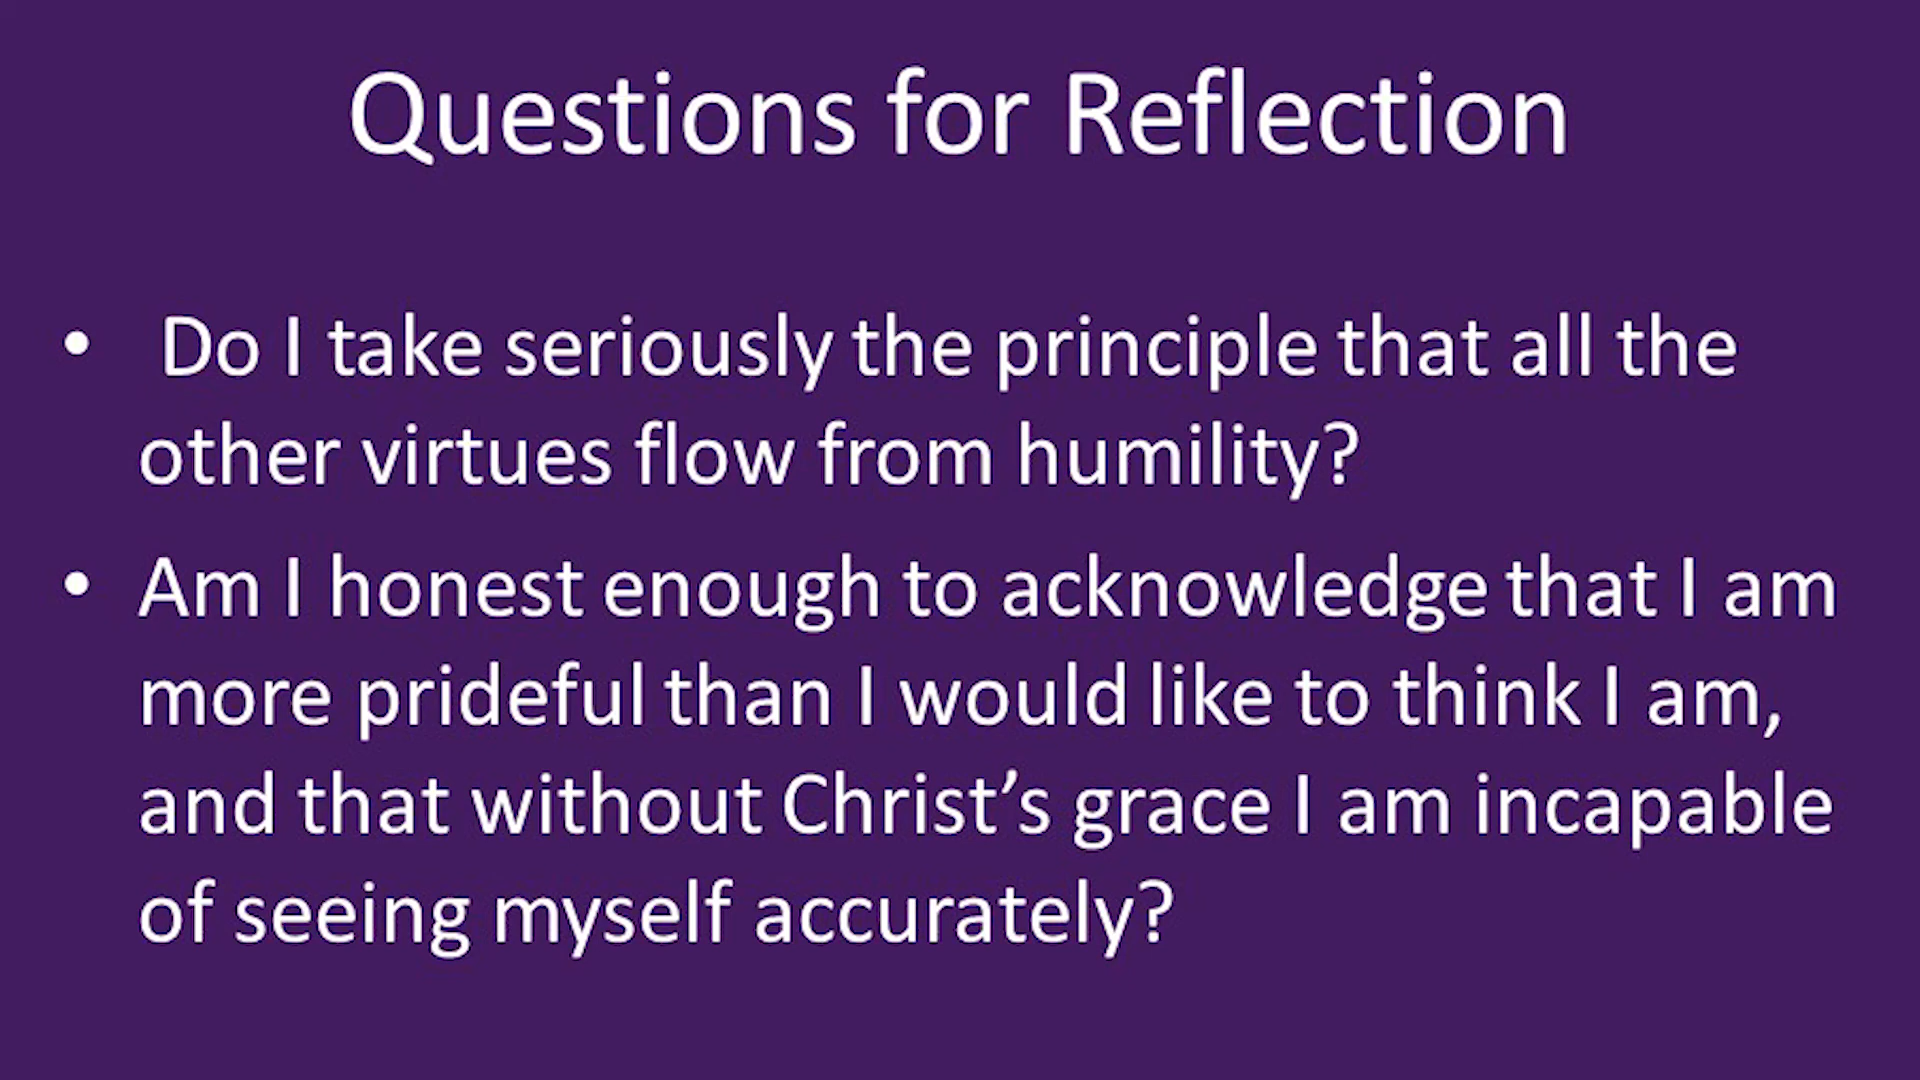 Questions for Reflection
• Do I take seriously the principle that all the
other virtues flow from humility?
• Am I honest enough to acknowledge that I am
more prideful than I would like to think I am,
and that without Christ’s grace I am incapable
of seeing myself accurately?